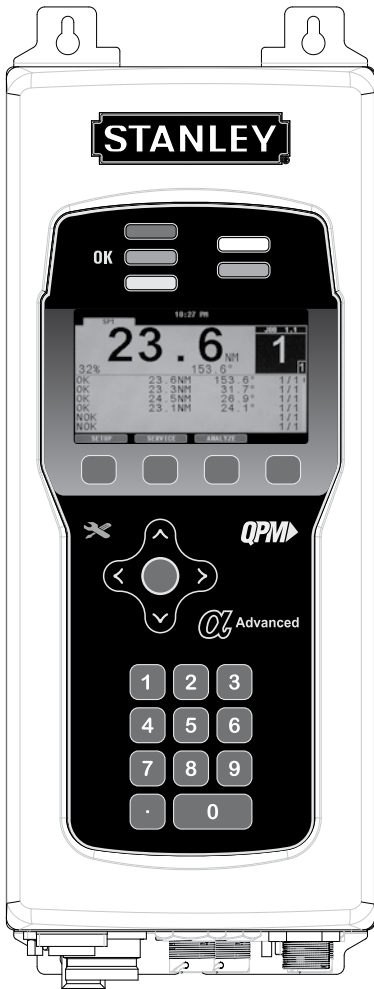 STANLEY
OK
10:27 PM
SP1
JOB 1.1
23.6NM
1
1
32% 153.6°
OK 23.6NM 153.6° 1/1
OK 23.3NM 31.7° 1/1
OK 24.5NM 26.9° 1/1
OK 23.1NM 24.1° 1/1
NOK 1/1
NOK 1/1
SETUP SERVICE ANALYZE
QPM
α Advanced
1 2 3
4 5 6
7 8 9
. 0